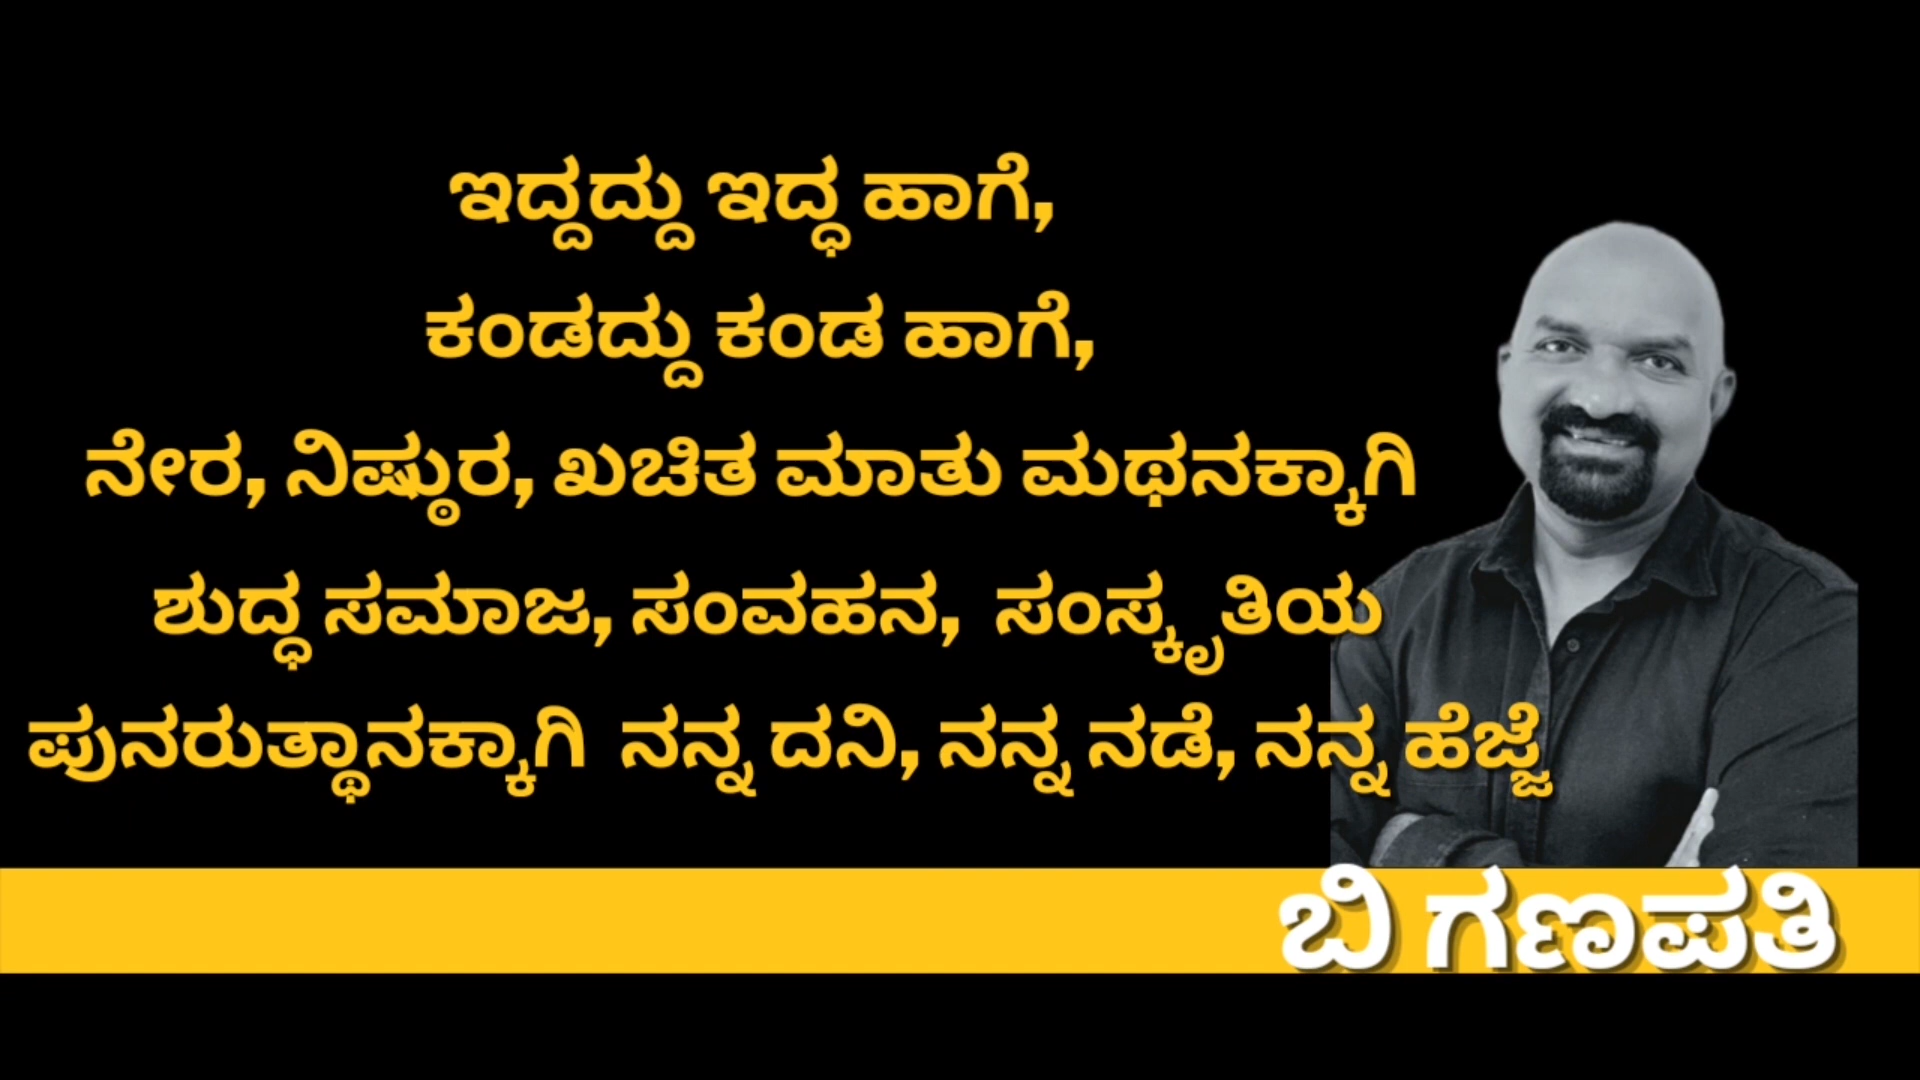 ಇದ್ದದ್ದು ಇದ್ಧ ಹಾಗೆ,
ಕಂಡದ್ದು ಕಂಡ ಹಾಗೆ,
ನೇರ, ನಿಷ್ಠುರ, ಖಚಿತ ಮಾತು ಮಥನಕ್ಕಾಗಿ
ಶುದ್ಧ ಸಮಾಜ, ಸಂವಹನ, ಸಂಸ್ಕೃತಿಯ
ಪುನರುತ್ಥಾನಕ್ಕಾಗಿ ನನ್ನ ದನಿ, ನನ್ನ ನಡೆ, ನನ್ನ ಹೆಜ್ಜೆ
ಬಿ ಗಣಪತಿ